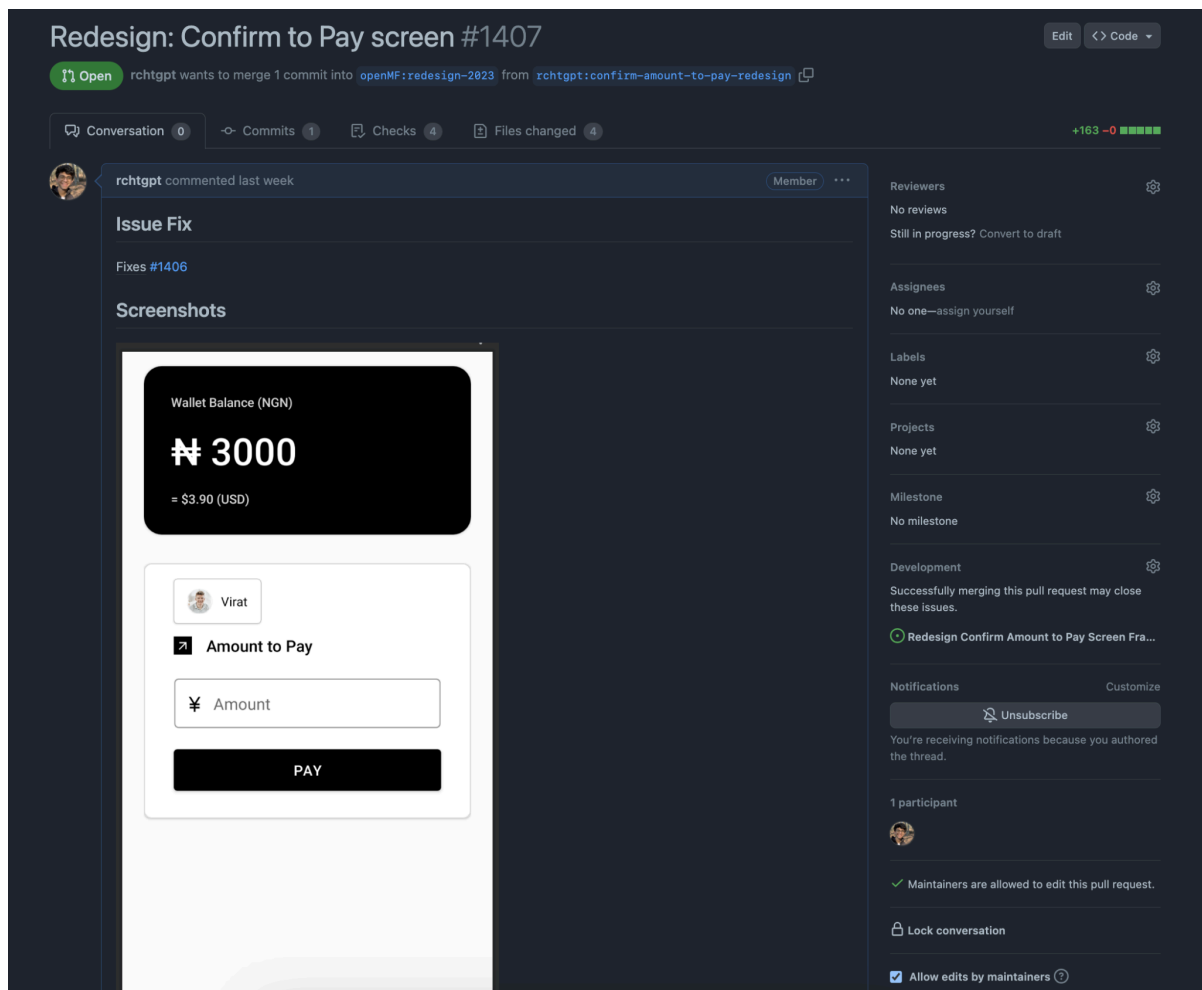 Redesign: Confirm to Pay screen #1407
Edit
<> Code
Open
rchtgpt wants to merge 1 commit into openMF:redesign-2023 from rchtgpt:confirm-amount-to-pay-redesign
Conversation 0
Commits 1
Checks 4
Files changed 4
+163 −0
rchtgpt commented last week
Member
Issue Fix
Fixes #1406
Screenshots
Wallet Balance (NGN)
₦ 3000
= $3.90 (USD)
Virat
Amount to Pay
¥ Amount
PAY
Reviewers
No reviews
Still in progress? Convert to draft
Assignees
No one—assign yourself
Labels
None yet
Projects
None yet
Milestone
No milestone
Development
Successfully merging this pull request may close
these issues.
Redesign Confirm Amount to Pay Screen Fra...
Notifications
Customize
Unsubscribe
You're receiving notifications because you authored
the thread.
1 participant
Maintainers are allowed to edit this pull request.
Lock conversation
Allow edits by maintainers ?